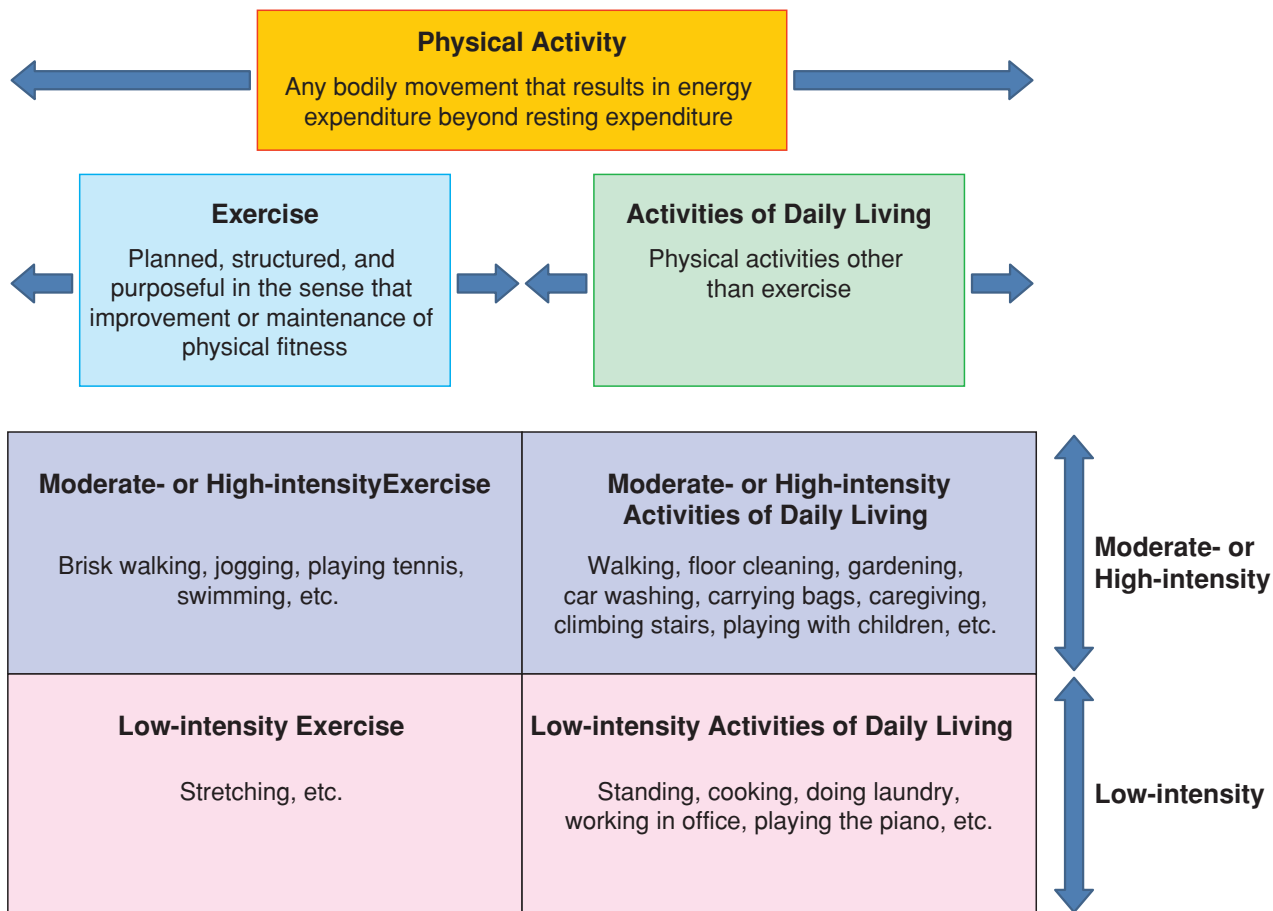 Physical Activity
Any bodily movement that results in energy
expenditure beyond resting expenditure
Exercise
Planned, structured, and
purposeful in the sense that
improvement or maintenance of
physical fitness
Activities of Daily Living
Physical activities other
than exercise
Moderate- or High-intensityExercise
Brisk walking, jogging, playing tennis,
swimming, etc.
Moderate- or High-intensity
Activities of Daily Living
Walking, floor cleaning, gardening,
car washing, carrying bags, caregiving,
climbing stairs, playing with children, etc.
Moderate- or
High-intensity
Low-intensity Exercise
Stretching, etc.
Low-intensity Activities of Daily Living
Standing, cooking, doing laundry,
working in office, playing the piano, etc.
Low-intensity